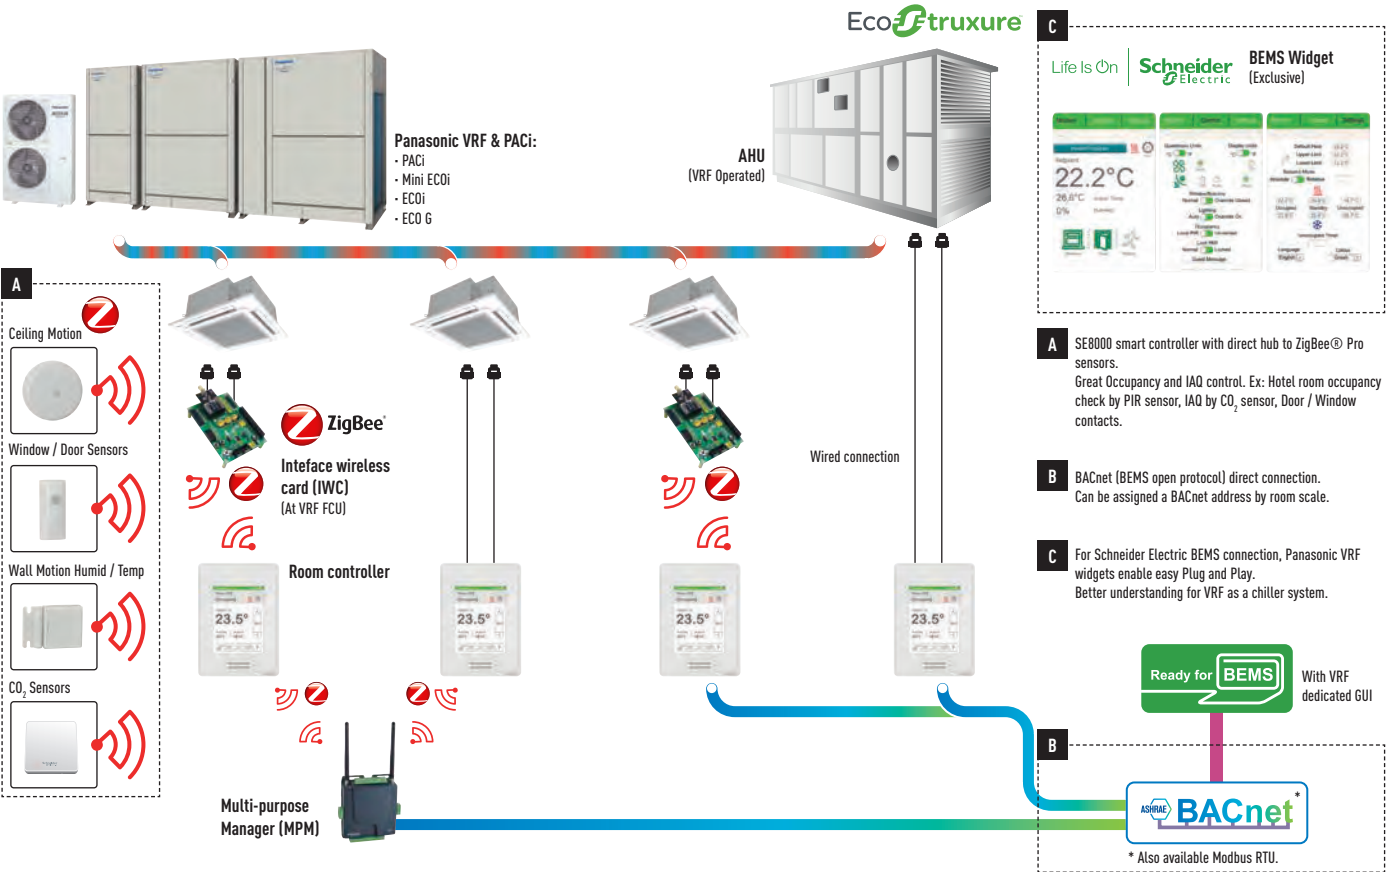 EcoStruxure
Panasonic VRF & PACi:
· PACi
· Mini ECOi
· ECOi
· ECO G
AHU
(VRF Operated)
C
Life Is On
Schneider
Electric
BEMS Widget
(Exclusive)
22.2°C
0%
A
Ceiling Motion
Window / Door Sensors
Wall Motion Humid / Temp
CO₂ Sensors
ZigBee®
Inteface wireless
card (IWC)
(At VRF FCU)
Room controller
Wired connection
23.5°
23.5°
23.5°
23.5°
Multi-purpose
Manager (MPM)
A
SE8000 smart controller with direct hub to ZigBee® Pro
sensors.
Great Occupancy and IAQ control. Ex: Hotel room occupancy
check by PIR sensor, IAQ by CO₂ sensor, Door / Window
contacts.
B
BACnet (BEMS open protocol) direct connection.
Can be assigned a BACnet address by room scale.
C
For Schneider Electric BEMS connection, Panasonic VRF
widgets enable easy Plug and Play.
Better understanding for VRF as a chiller system.
Ready for BEMS
With VRF
dedicated GUI
B
ASHRAE BACnet *
* Also available Modbus RTU.